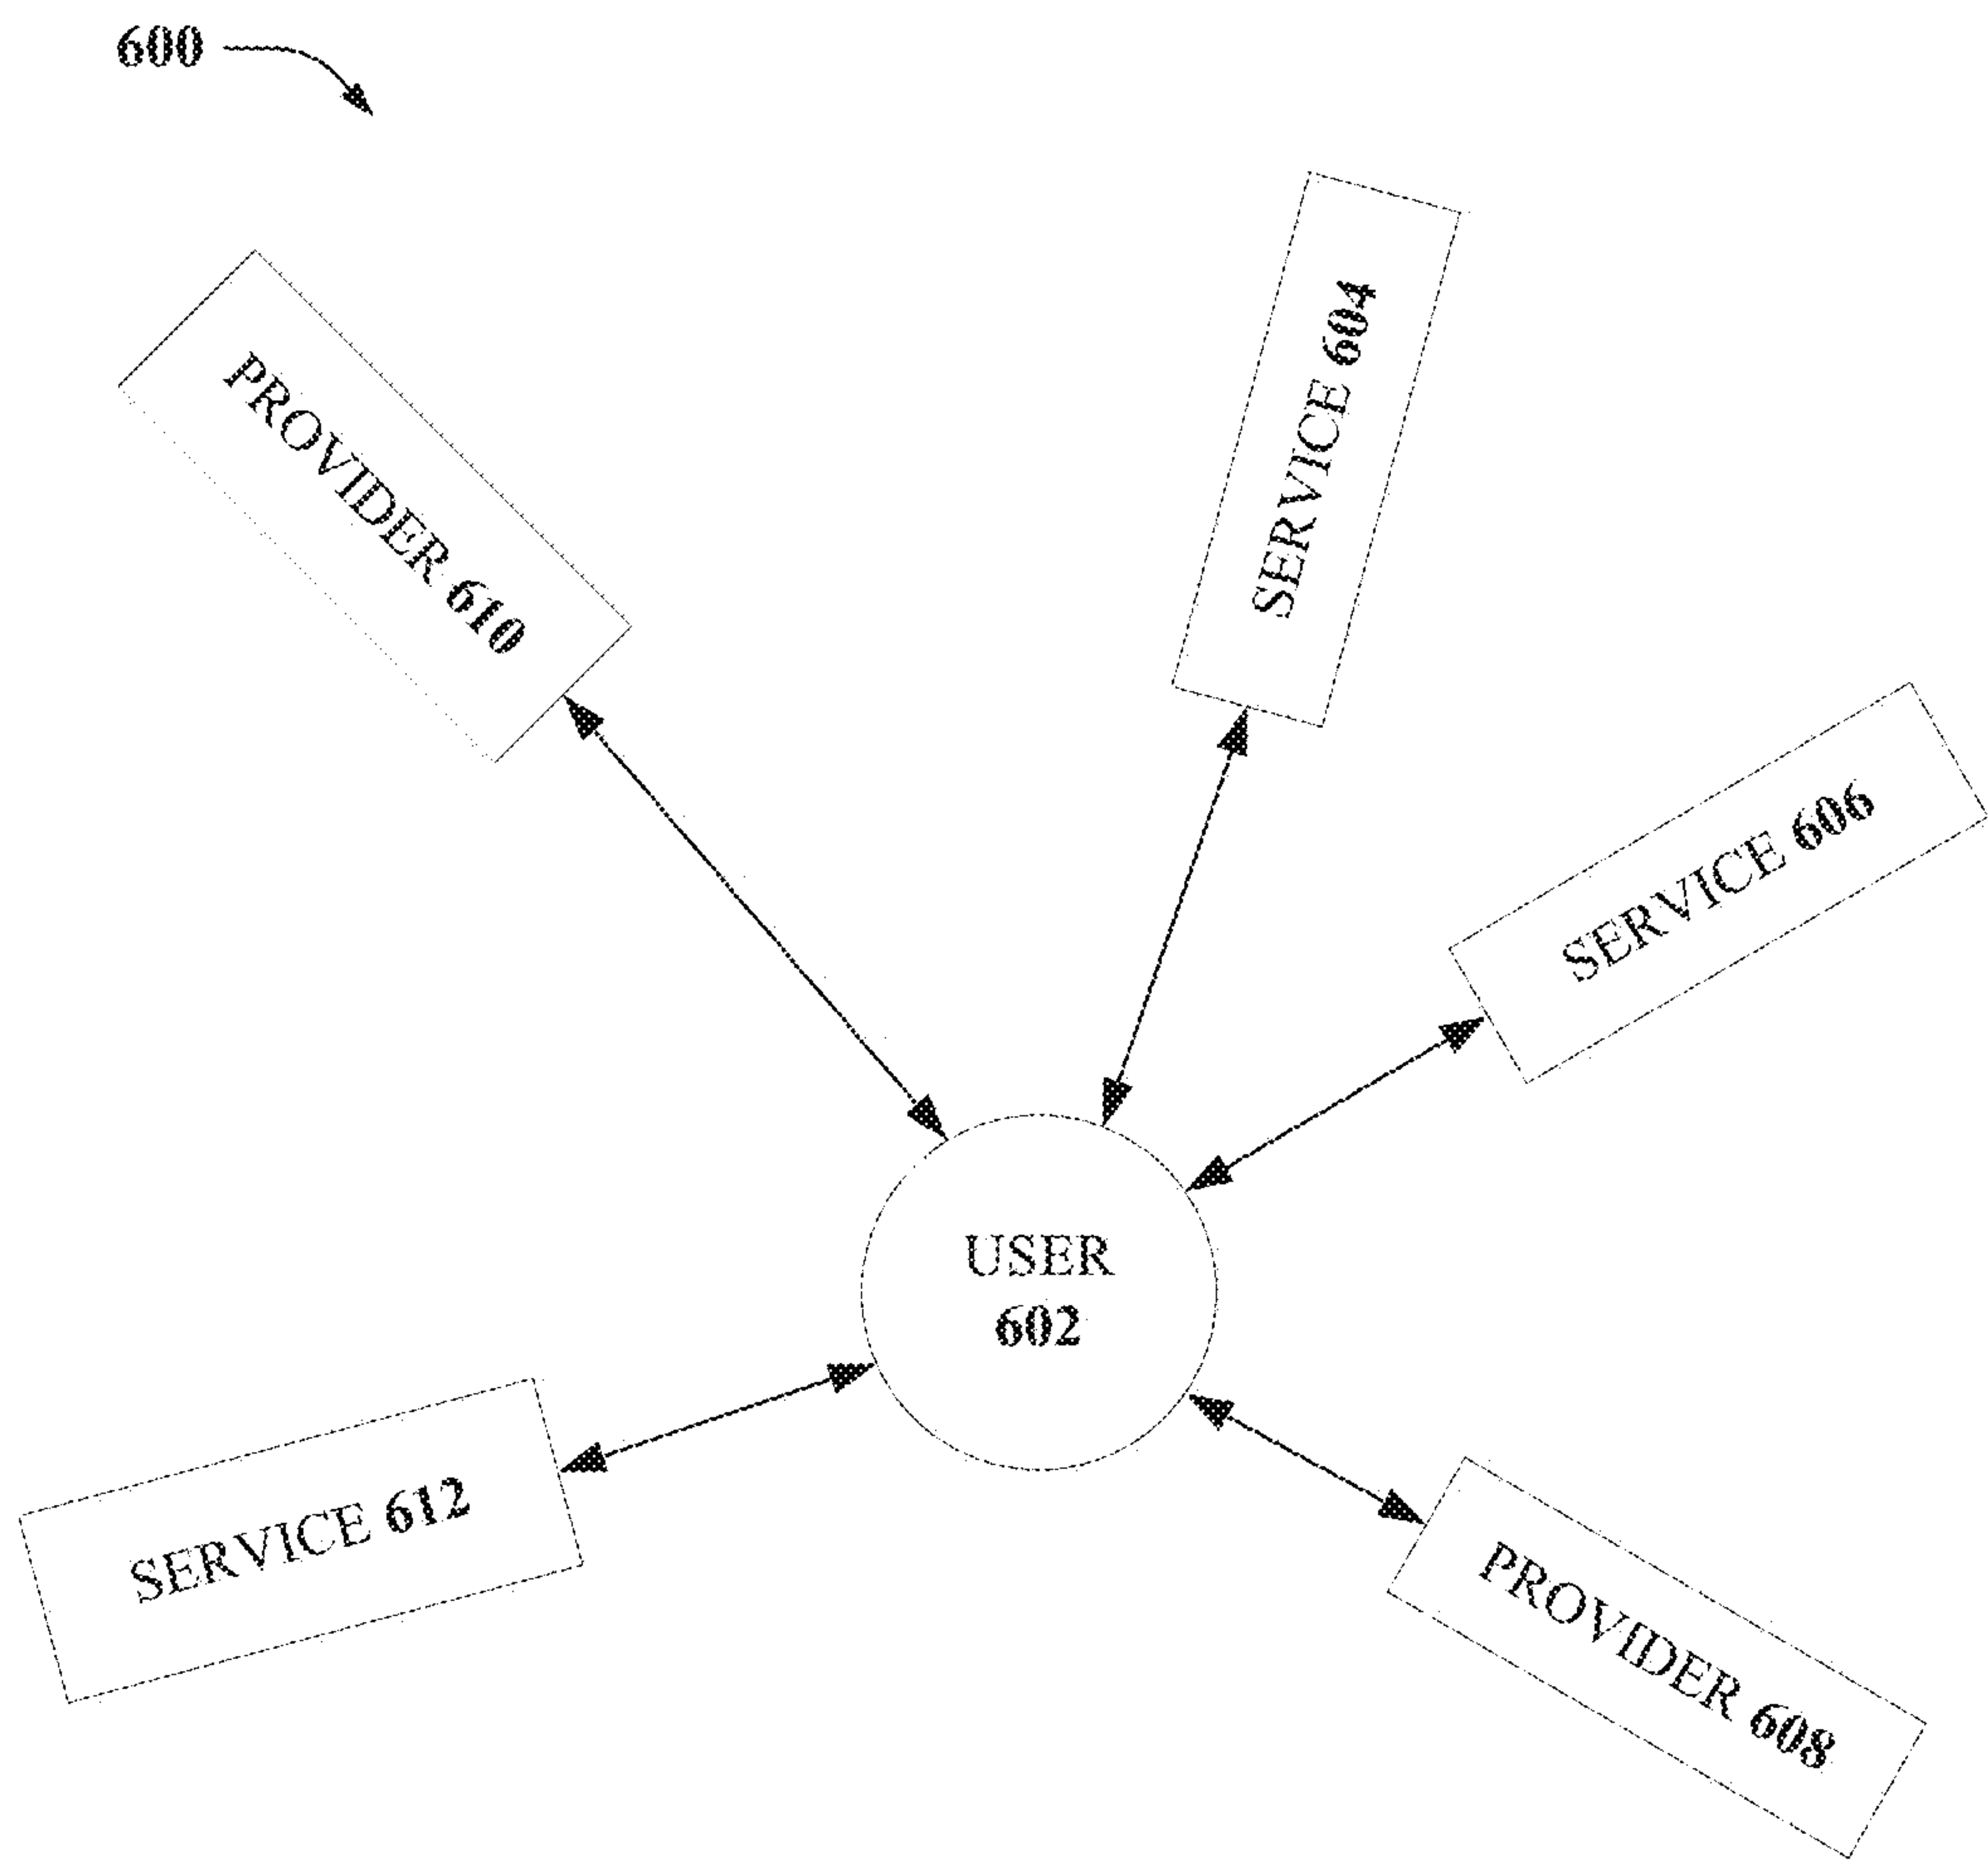 600
PROVIDER 610
SERVICE 604
SERVICE 606
USER
602
SERVICE 612
PROVIDER 608